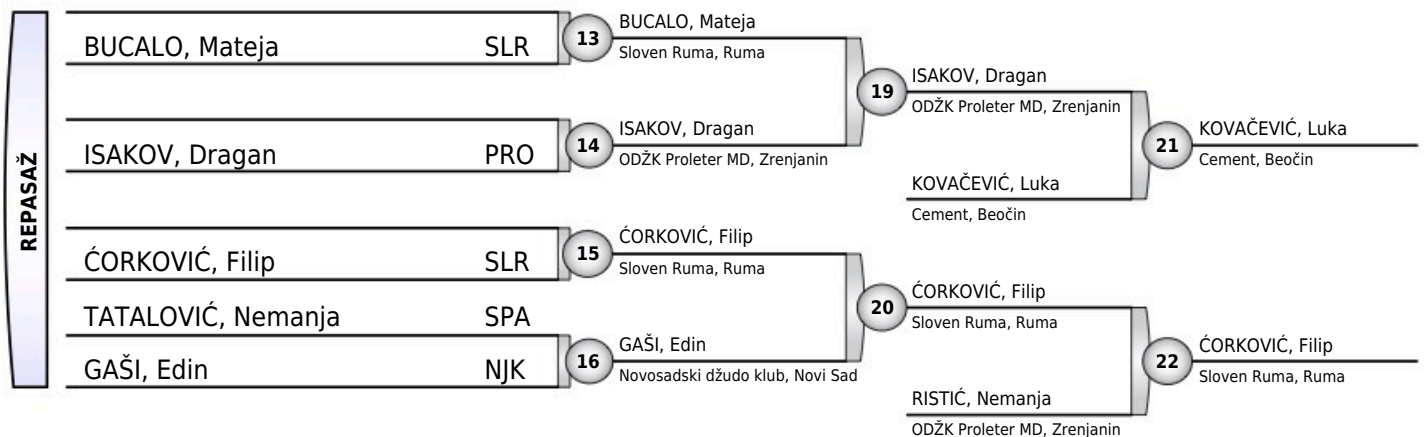 REPASAŽ
BUCALO, Mateja SLR
13
BUCALO, Mateja
Sloven Ruma, Ruma
ISAKOV, Dragan PRO
14
ISAKOV, Dragan
ODŽK Proleter MD, Zrenjanin
19
ISAKOV, Dragan
ODŽK Proleter MD, Zrenjanin
KOVAČEVIĆ, Luka
Cement, Beočin
21
KOVAČEVIĆ, Luka
Cement, Beočin
ĆORKOVIĆ, Filip SLR
15
ĆORKOVIĆ, Filip
Sloven Ruma, Ruma
TATALOVIĆ, Nemanja SPA
GAŠI, Edin NJK
16
GAŠI, Edin
Novosadski džudo klub, Novi Sad
20
ĆORKOVIĆ, Filip
Sloven Ruma, Ruma
RISTIĆ, Nemanja
ODŽK Proleter MD, Zrenjanin
22
ĆORKOVIĆ, Filip
Sloven Ruma, Ruma